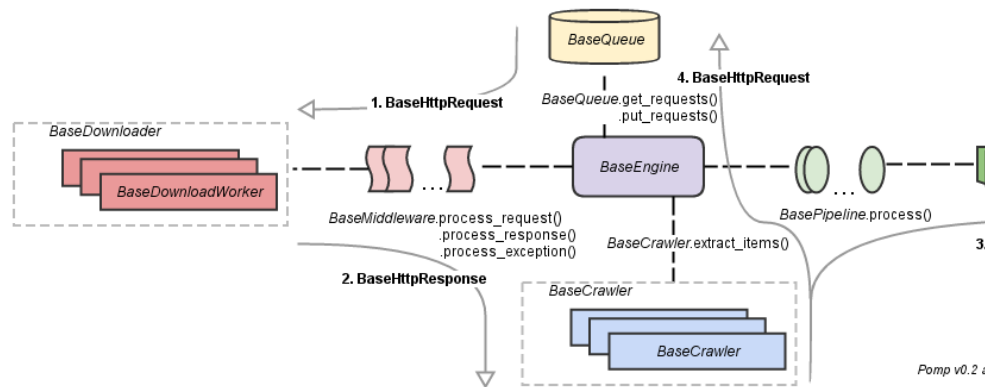 BaseQueue
4. BaseHttpRequest
1. BaseHttpRequest
BaseQueue.get_requests()
.put_requests()
BaseDownloader
BaseEngine
BaseDownloadWorker
...
...
BaseMiddleware.process_request()
.process_response()
.process_exception()
BasePipeline.process()
BaseCrawler.extract_items()
3.
2. BaseHttpResponse
BaseCrawler
BaseCrawler
Pomp v0.2 a